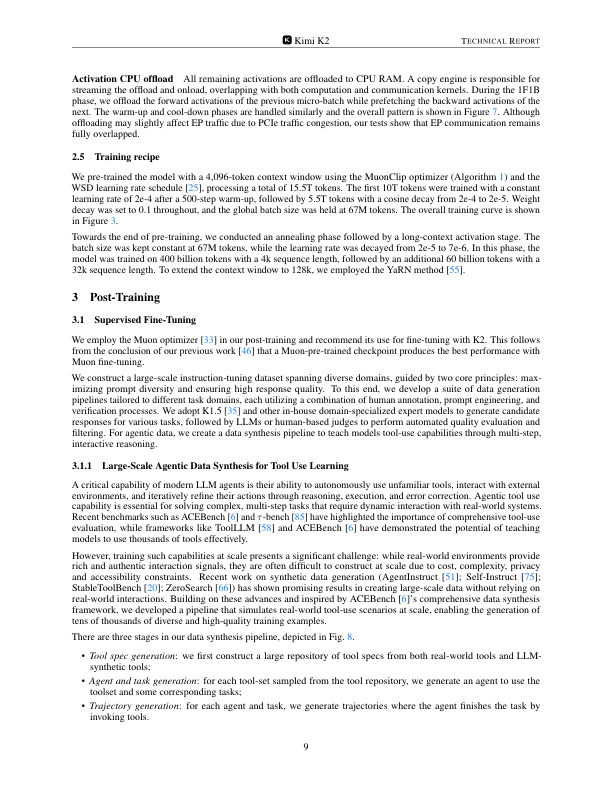 Kimi K2
TECHNICAL REPORT
Activation CPU offload All remaining activations are offloaded to CPU RAM. A copy engine is responsible for
streaming the offload and onload, overlapping with both computation and communication kernels. During the 1F1B
phase, we offload the forward activations of the previous micro-batch while prefetching the backward activations of the
next. The warm-up and cool-down phases are handled similarly and the overall pattern is shown in Figure 7. Although
offloading may slightly affect EP traffic due to PCIe traffic congestion, our tests show that EP communication remains
fully overlapped.
2.5 Training recipe
We pre-trained the model with a 4,096-token context window using the MuonClip optimizer (Algorithm 1) and the
WSD learning rate schedule [25], processing a total of 15.5T tokens. The first 10T tokens were trained with a constant
learning rate of 2e-4 after a 500-step warm-up, followed by 5.5T tokens with a cosine decay from 2e-4 to 2e-5. Weight
decay was set to 0.1 throughout, and the global batch size was held at 67M tokens. The overall training curve is shown
in Figure 3.
Towards the end of pre-training, we conducted an annealing phase followed by a long-context activation stage. The
batch size was kept constant at 67M tokens, while the learning rate was decayed from 2e-5 to 7e-6. In this phase, the
model was trained on 400 billion tokens with a 4k sequence length, followed by an additional 60 billion tokens with a
32k sequence length. To extend the context window to 128k, we employed the YaRN method [55].
3 Post-Training
3.1 Supervised Fine-Tuning
We employ the Muon optimizer [33] in our post-training and recommend its use for fine-tuning with K2. This follows
from the conclusion of our previous work [46] that a Muon-pre-trained checkpoint produces the best performance with
Muon fine-tuning.
We construct a large-scale instruction-tuning dataset spanning diverse domains, guided by two core principles: max-
imizing prompt diversity and ensuring high response quality. To this end, we develop a suite of data generation
pipelines tailored to different task domains, each utilizing a combination of human annotation, prompt engineering, and
verification processes. We adopt K1.5 [35] and other in-house domain-specialized expert models to generate candidate
responses for various tasks, followed by LLMs or human-based judges to perform automated quality evaluation and
filtering. For agentic data, we create a data synthesis pipeline to teach models tool-use capabilities through multi-step,
interactive reasoning.
3.1.1 Large-Scale Agentic Data Synthesis for Tool Use Learning
A critical capability of modern LLM agents is their ability to autonomously use unfamiliar tools, interact with external
environments, and iteratively refine their actions through reasoning, execution, and error correction. Agentic tool use
capability is essential for solving complex, multi-step tasks that require dynamic interaction with real-world systems.
Recent benchmarks such as ACEBench [6] and τ-bench [85] have highlighted the importance of comprehensive tool-use
evaluation, while frameworks like ToolLLM [58] and ACEBench [6] have demonstrated the potential of teaching
models to use thousands of tools effectively.
However, training such capabilities at scale presents a significant challenge: while real-world environments provide
rich and authentic interaction signals, they are often difficult to construct at scale due to cost, complexity, privacy
and accessibility constraints. Recent work on synthetic data generation (AgentInstruct [51]; Self-Instruct [75];
StableToolBench [20]; ZeroSearch [66]) has shown promising results in creating large-scale data without relying on
real-world interactions. Building on these advances and inspired by ACEBench [6]'s comprehensive data synthesis
framework, we developed a pipeline that simulates real-world tool-use scenarios at scale, enabling the generation of
tens of thousands of diverse and high-quality training examples.
There are three stages in our data synthesis pipeline, depicted in Fig. 8.
• Tool spec generation: we first construct a large repository of tool specs from both real-world tools and LLM-
synthetic tools;
• Agent and task generation: for each tool-set sampled from the tool repository, we generate an agent to use the
toolset and some corresponding tasks;
• Trajectory generation: for each agent and task, we generate trajectories where the agent finishes the task by
invoking tools.
9